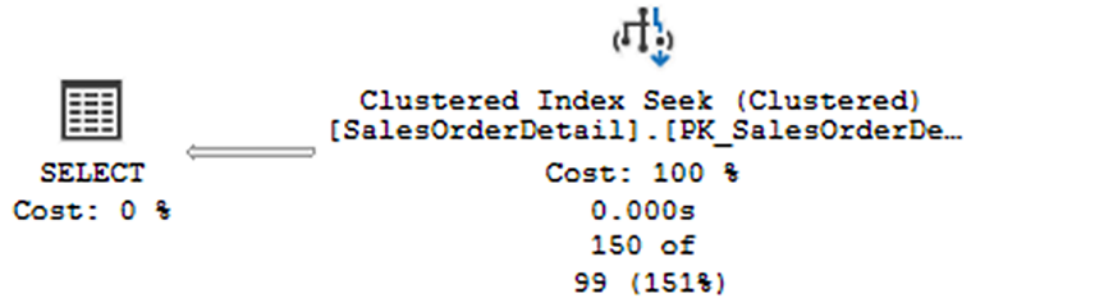 SELECT
Cost: 0 %
Clustered Index Seek (Clustered)
[SalesOrderDetail].[PK_SalesOrderDe…
Cost: 100 %
0.000s
150 of
99 (151%)